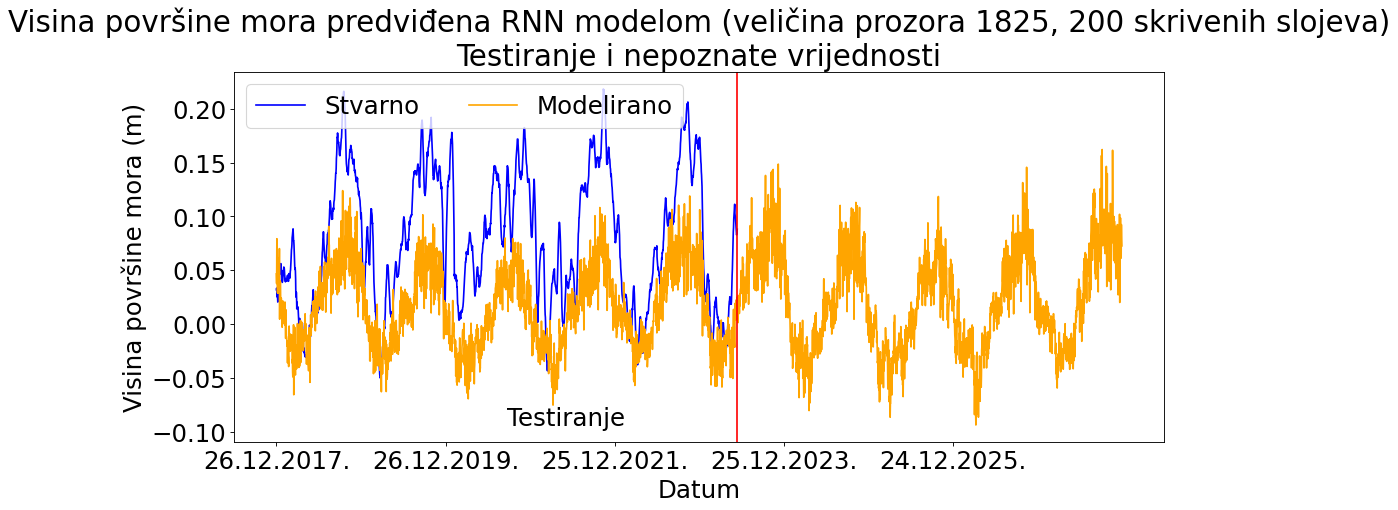 Visina površine mora predviđena RNN modelom (veličina prozora 1825, 200 skrivenih slojeva)
Testiranje i nepoznate vrijednosti
Stvarno
Modelirano
Visina površine mora (m)
0.20
0.15
0.10
0.05
0.00
−0.05
−0.10
Testiranje
26.12.2017.
26.12.2019.
25.12.2021.
25.12.2023.
24.12.2025.
Datum